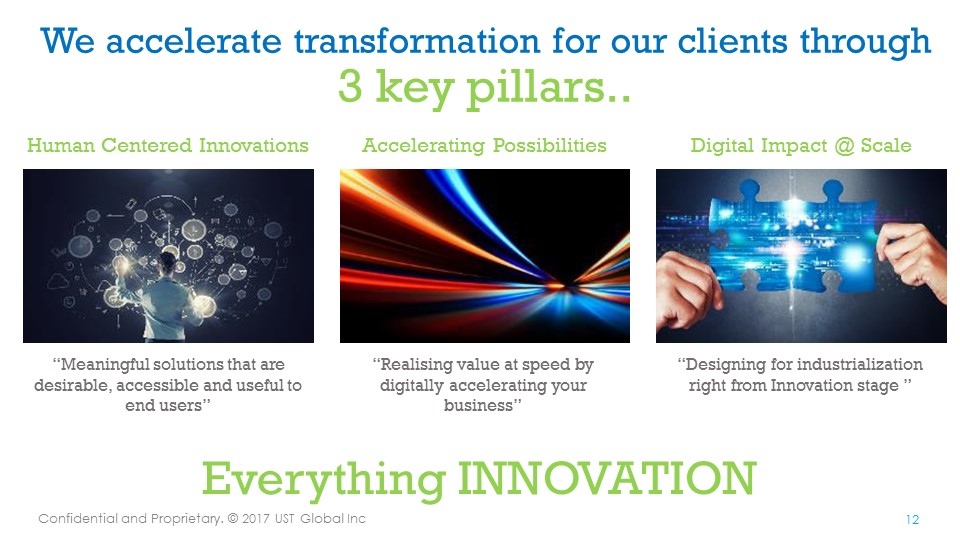 We accelerate transformation for our clients through
3 key pillars..
Human Centered Innovations
Accelerating Possibilities
Digital Impact @ Scale
“Meaningful solutions that are
desirable, accessible and useful to
end users”
“Realising value at speed by
digitally accelerating your
business”
“Designing for industrialization
right from Innovation stage ”
Everything INNOVATION
Confidential and Proprietary. © 2017 UST Global Inc
12